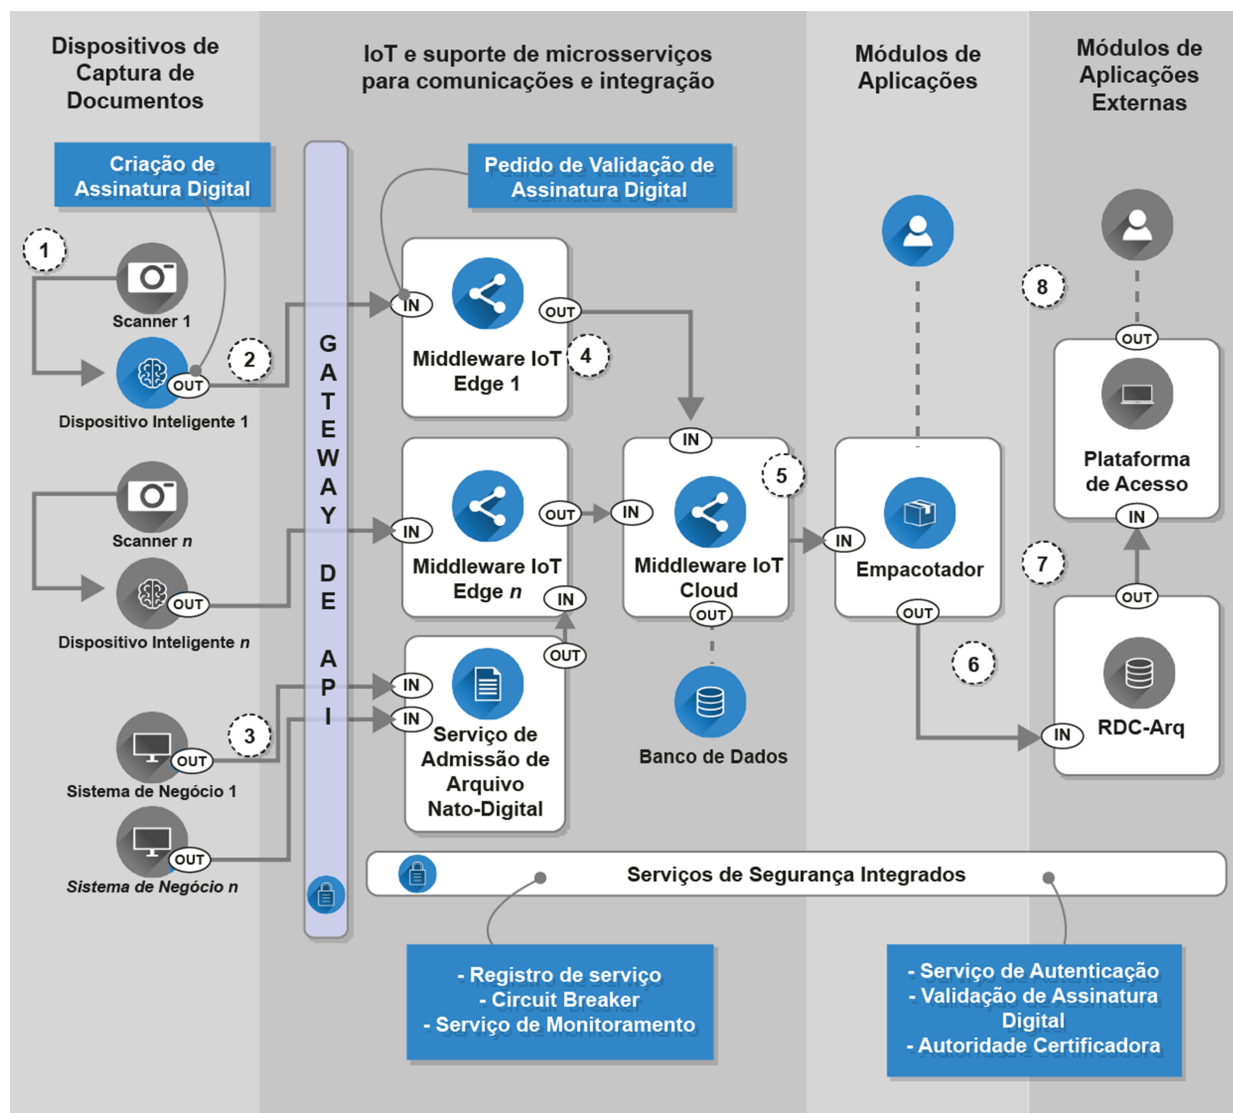 Dispositivos de
Captura de
Documentos
IoT e suporte de microsserviços
para comunicações e integração
Módulos de
Aplicações
Módulos de
Aplicações
Externas
Criação de
Assinatura Digital
Pedido de Validação de
Assinatura Digital
1
Scanner 1
2
OUT
Dispositivo Inteligente 1
Scanner n
OUT
Dispositivo Inteligente n
3
OUT
Sistema de Negócio 1
OUT
Sistema de Negócio n
GATEWAY DE API
IN
OUT
Middleware IoT
Edge 1
4
IN
OUT
Middleware IoT
Edge n
IN
OUT
IN
IN
Serviço de
Admissão de
Arquivo
Nato-Digital
IN
IN
5
Middleware IoT
Cloud
OUT
Banco de Dados
IN
Empacotador
OUT
6
8
OUT
Plataforma
de Acesso
IN
7
OUT
RDC-Arq
IN
Serviços de Segurança Integrados
- Registro de serviço
- Circuit Breaker
- Serviço de Monitoramento
- Serviço de Autenticação
- Validação de Assinatura
Digital
- Autoridade Certificadora